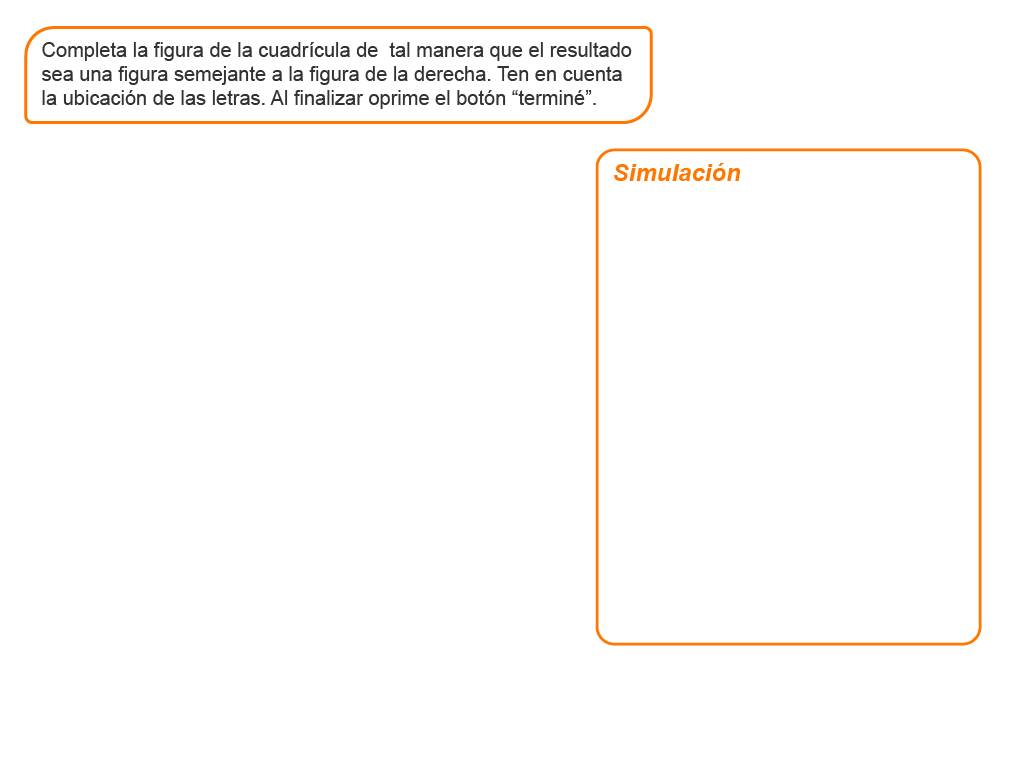 Completa la figura de la cuadrícula de  tal manera que el resultado
sea una figura semejante a la figura de la derecha. Ten en cuenta
la ubicación de las letras. Al finalizar oprime el botón “terminé”.
Simulación